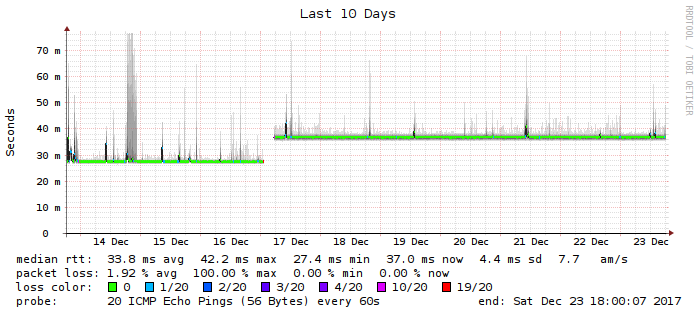 Last 10 Days
RRDTOOL / TOBI OETIKER
Seconds
70 m
60 m
50 m
40 m
30 m
20 m
10 m
0
14 Dec 15 Dec 16 Dec 17 Dec 18 Dec 19 Dec 20 Dec 21 Dec 22 Dec 23 Dec
median rtt: 33.8 ms avg 42.2 ms max 27.4 ms min 37.0 ms now 4.4 ms sd 7.7 am/s
packet loss: 1.92 % avg 100.00 % max 0.00 % min 0.00 % now
loss color: 0 1/20 2/20 3/20 4/20 10/20 19/20
probe: 20 ICMP Echo Pings (56 Bytes) every 60s end: Sat Dec 23 18:00:07 2017